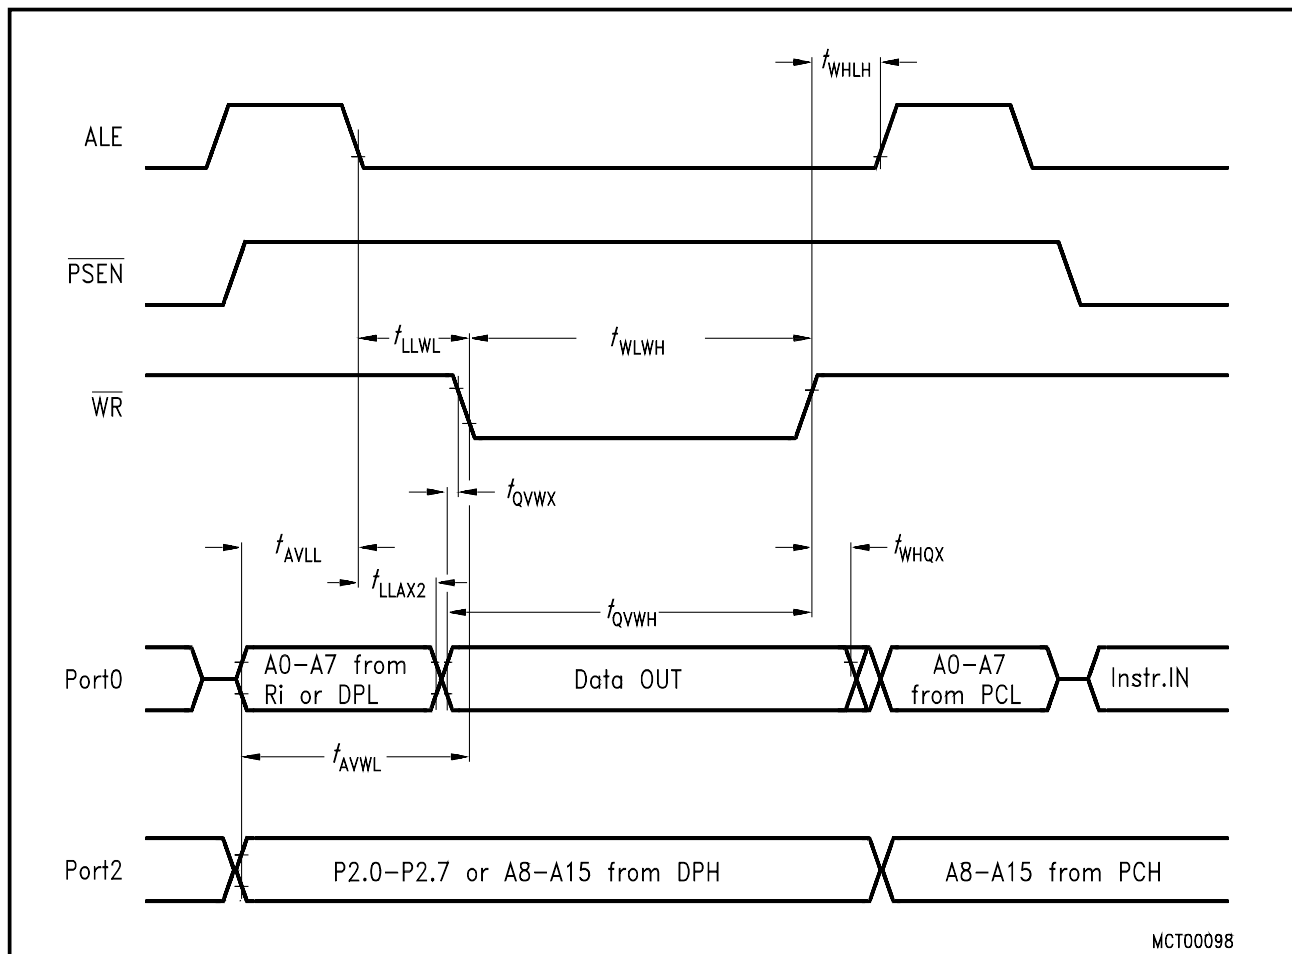 tWHLH
ALE
PSEN
tLLWL
tWLWH
WR
tQVWX
tAVLL
tWHQX
tLLAX2
tQVWH
Port0
A0-A7 from
Ri or DPL
Data OUT
A0-A7
from PCL
Instr.IN
tAVWL
Port2
P2.0-P2.7 or A8-A15 from DPH
A8-A15 from PCH
MCT00098